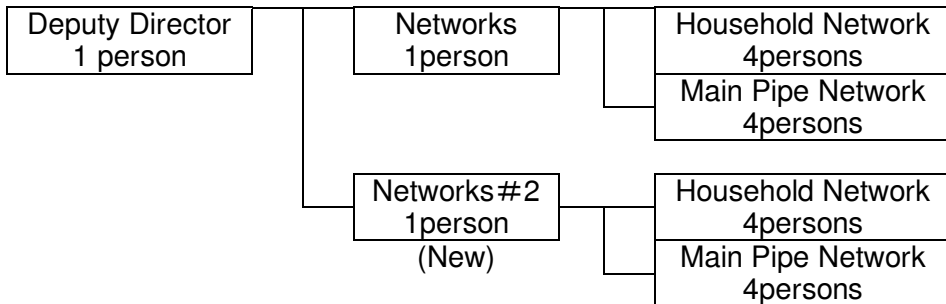 Deputy Director
1 person
Networks
1person
Household Network
4persons
Main Pipe Network
4persons
Networks#2
1person
(New)
Household Network
4persons
Main Pipe Network
4persons